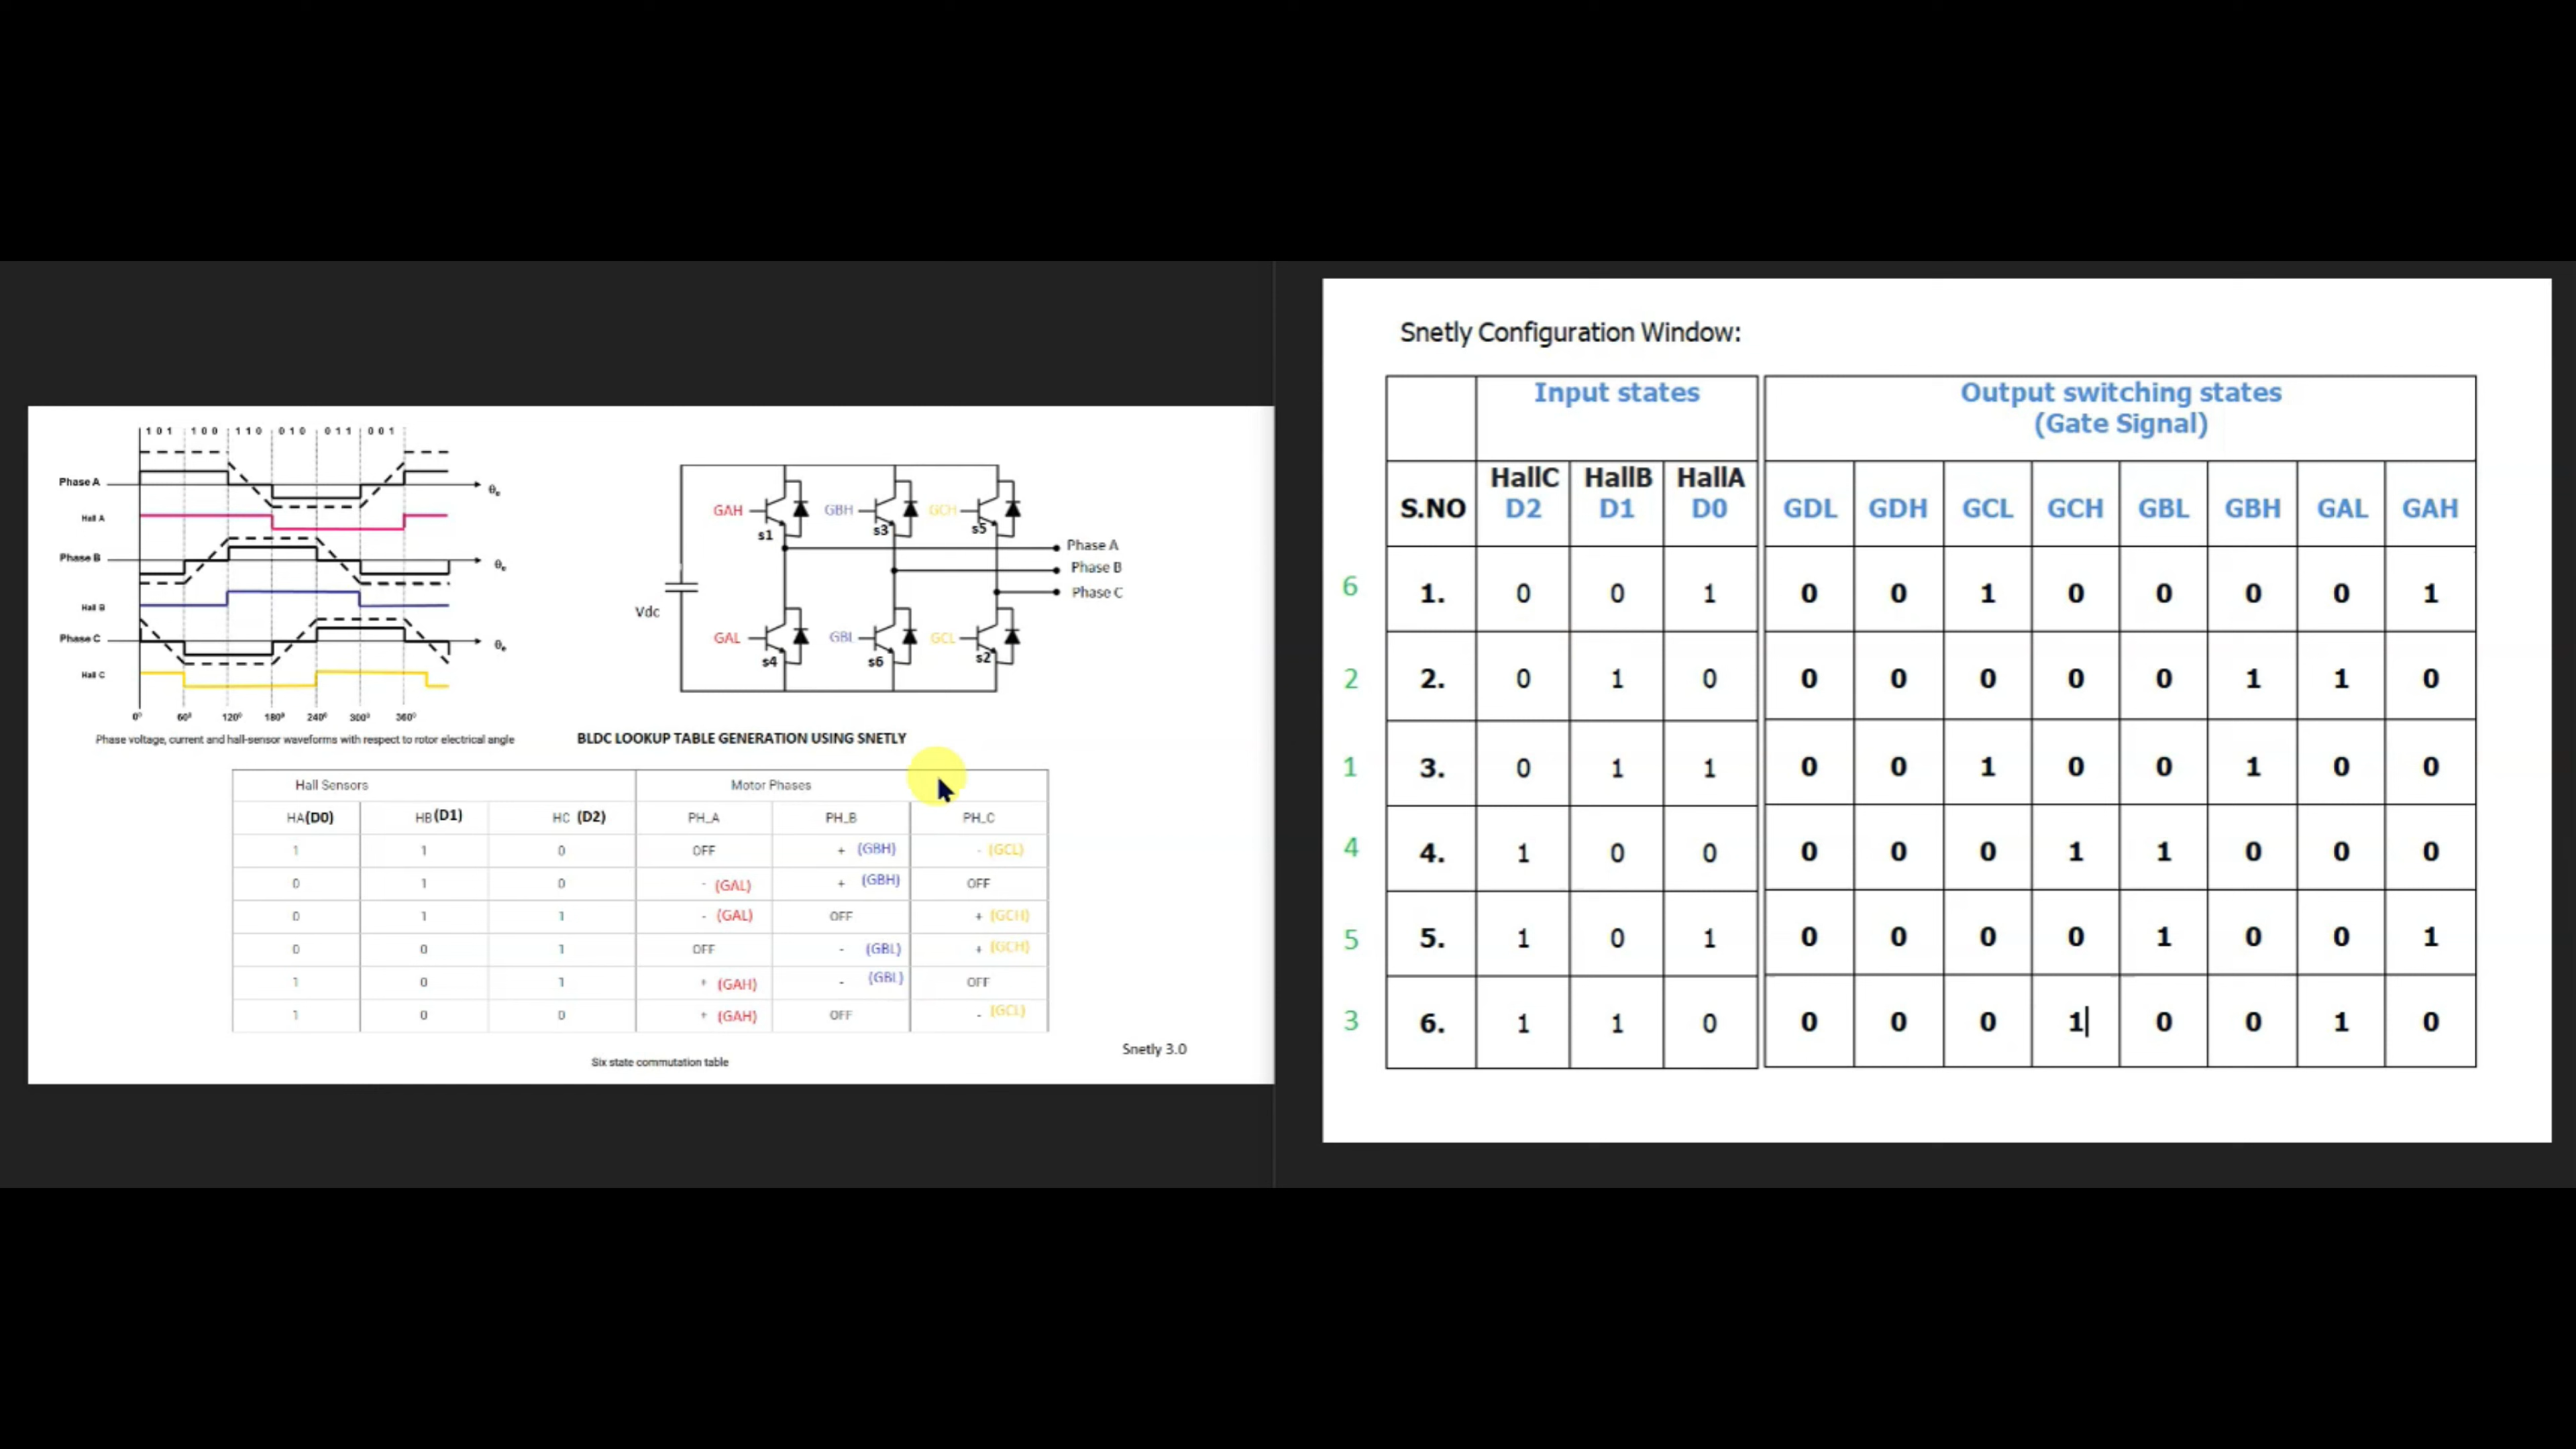 1 0 1 1 0 0 1 1 0 0 1 0 0 1 1 0 0 1
Phase A
θe
Hall A
Phase B
θe
Hall B
Phase C
θe
Hall C
0⁰ 60⁰ 120⁰ 180⁰ 240⁰ 300⁰ 360⁰
Phase voltage, current and hall-sensor waveforms with respect to rotor electrical angle
GAH GBH GCH
s1 s3 s5
Phase A
Phase B
Phase C
Vdc
GAL GBL GCL
s4 s6 s2
BLDC LOOKUP TABLE GENERATION USING SNETLY
Hall Sensors Motor Phases
HA(D0) HB(D1) HC (D2) PH_A PH_B PH_C
1 1 0 OFF + (GBH) - (GCL)
0 1 0 - (GAL) + (GBH) OFF
0 1 1 - (GAL) OFF + (GCH)
0 0 1 OFF - (GBL) + (GCH)
1 0 1 + (GAH) - (GBL) OFF
1 0 0 + (GAH) OFF - (GCL)
Six state commutation table
Snetly 3.0
Snetly Configuration Window:
Input states Output switching states
(Gate Signal)
HallC HallB HallA
S.NO D2 D1 D0 GDL GDH GCL GCH GBL GBH GAL GAH
6 1. 0 0 1 0 0 1 0 0 0 0 1
2 2. 0 1 0 0 0 0 0 0 1 1 0
1 3. 0 1 1 0 0 1 0 0 1 0 0
4 4. 1 0 0 0 0 0 1 1 0 0 0
5 5. 1 0 1 0 0 0 0 1 0 0 1
3 6. 1 1 0 0 0 0 1 0 0 1 0